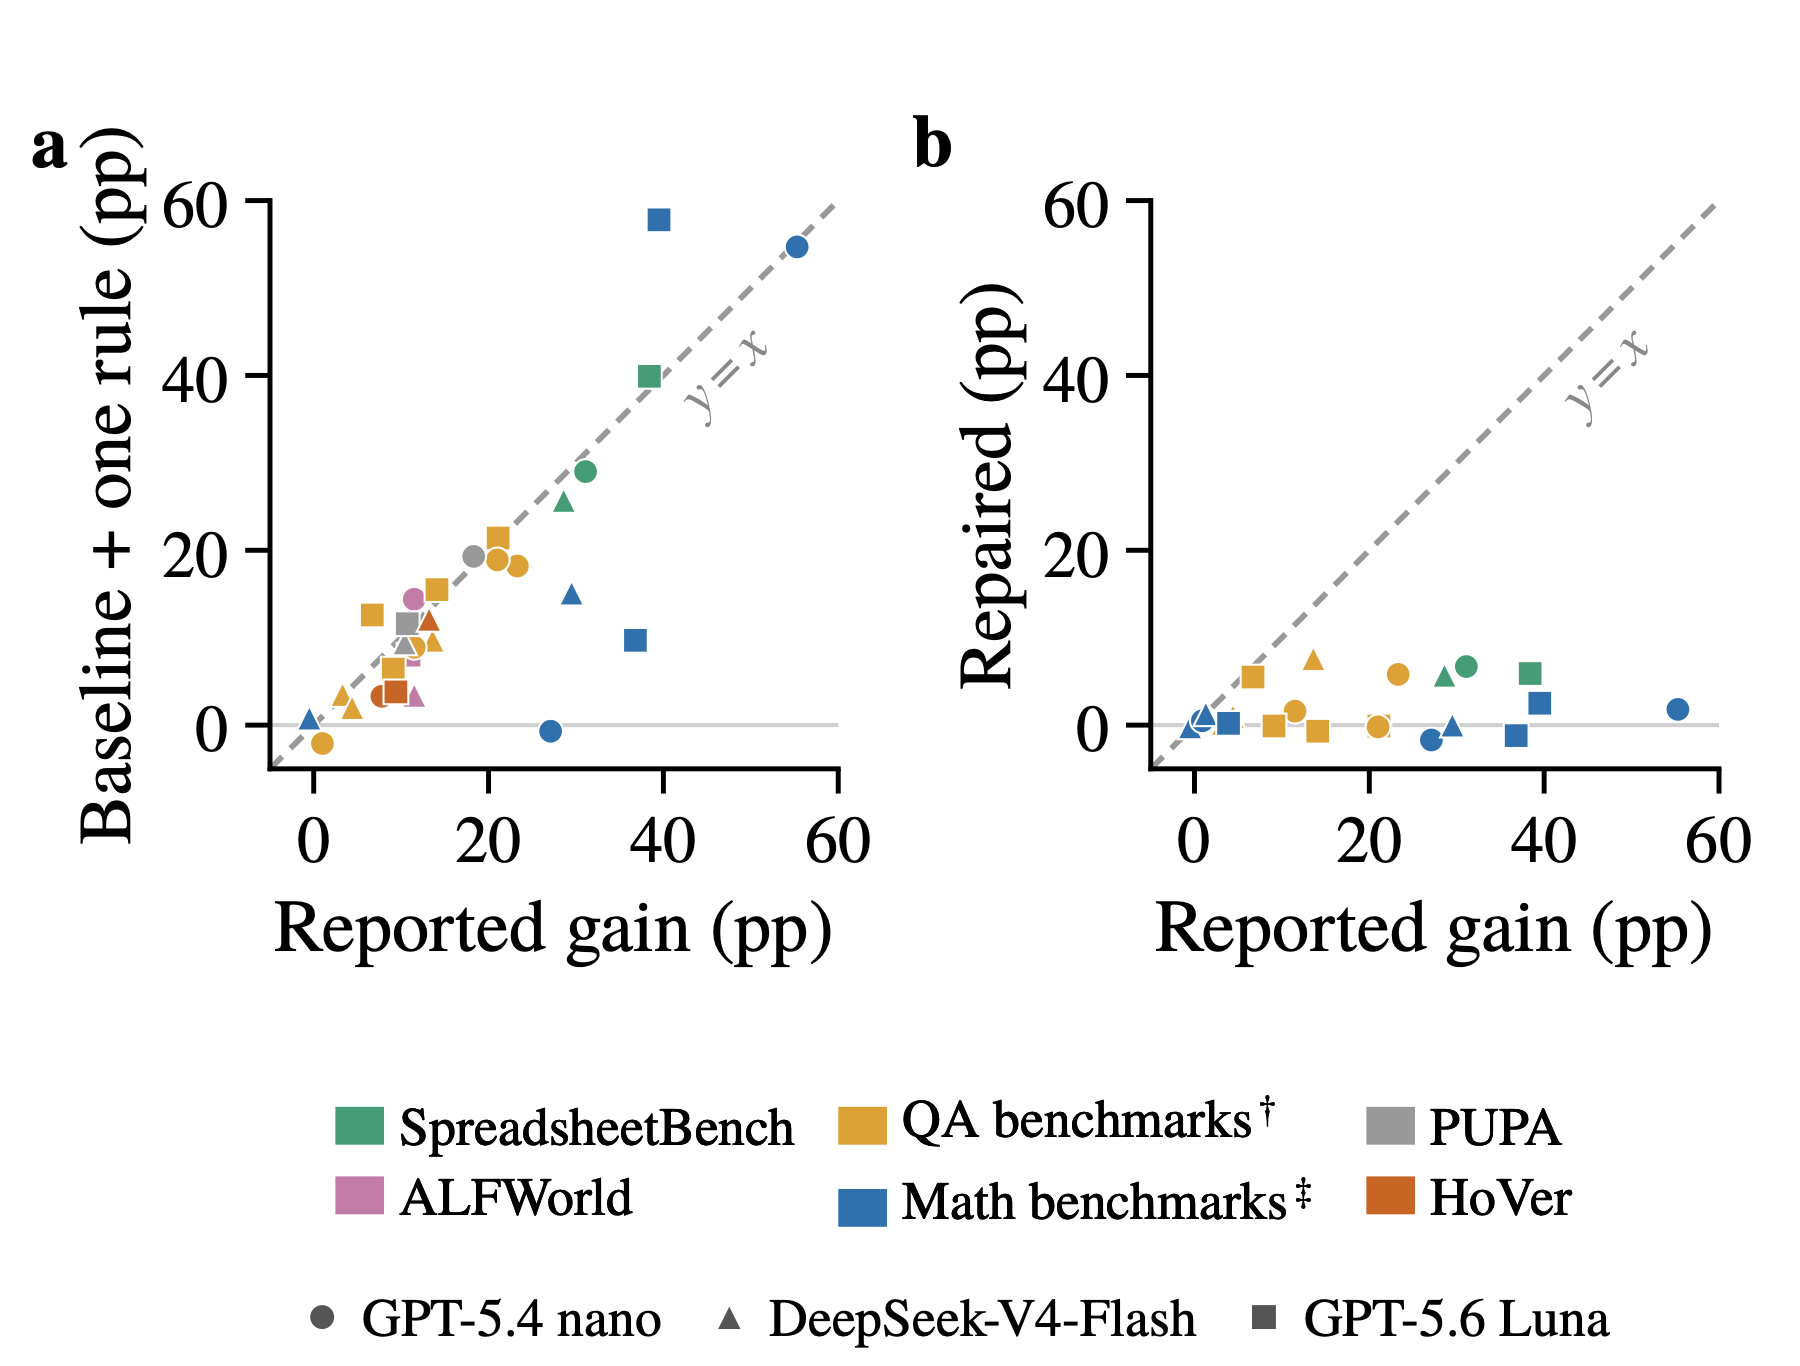 a
Baseline + one rule (pp)
60
40
20
0
y=x
0 20 40 60
Reported gain (pp)
b
Repaired (pp)
60
40
20
0
y=x
0 20 40 60
Reported gain (pp)
SpreadsheetBench
QA benchmarks†
PUPA
ALFWorld
Math benchmarks‡
HoVer
GPT-5.4 nano
DeepSeek-V4-Flash
GPT-5.6 Luna